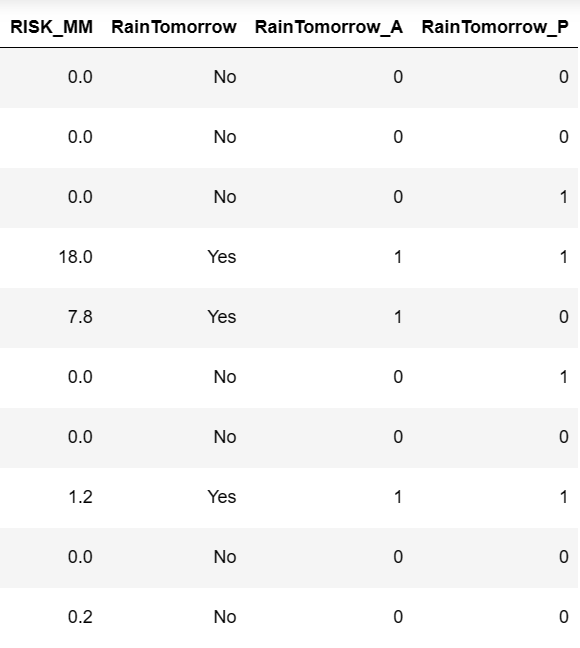 RISK_MM RainTomorrow RainTomorrow_A RainTomorrow_P
0.0 No 0 0
0.0 No 0 0
0.0 No 0 1
18.0 Yes 1 1
7.8 Yes 1 0
0.0 No 0 1
0.0 No 0 0
1.2 Yes 1 1
0.0 No 0 0
0.2 No 0 0